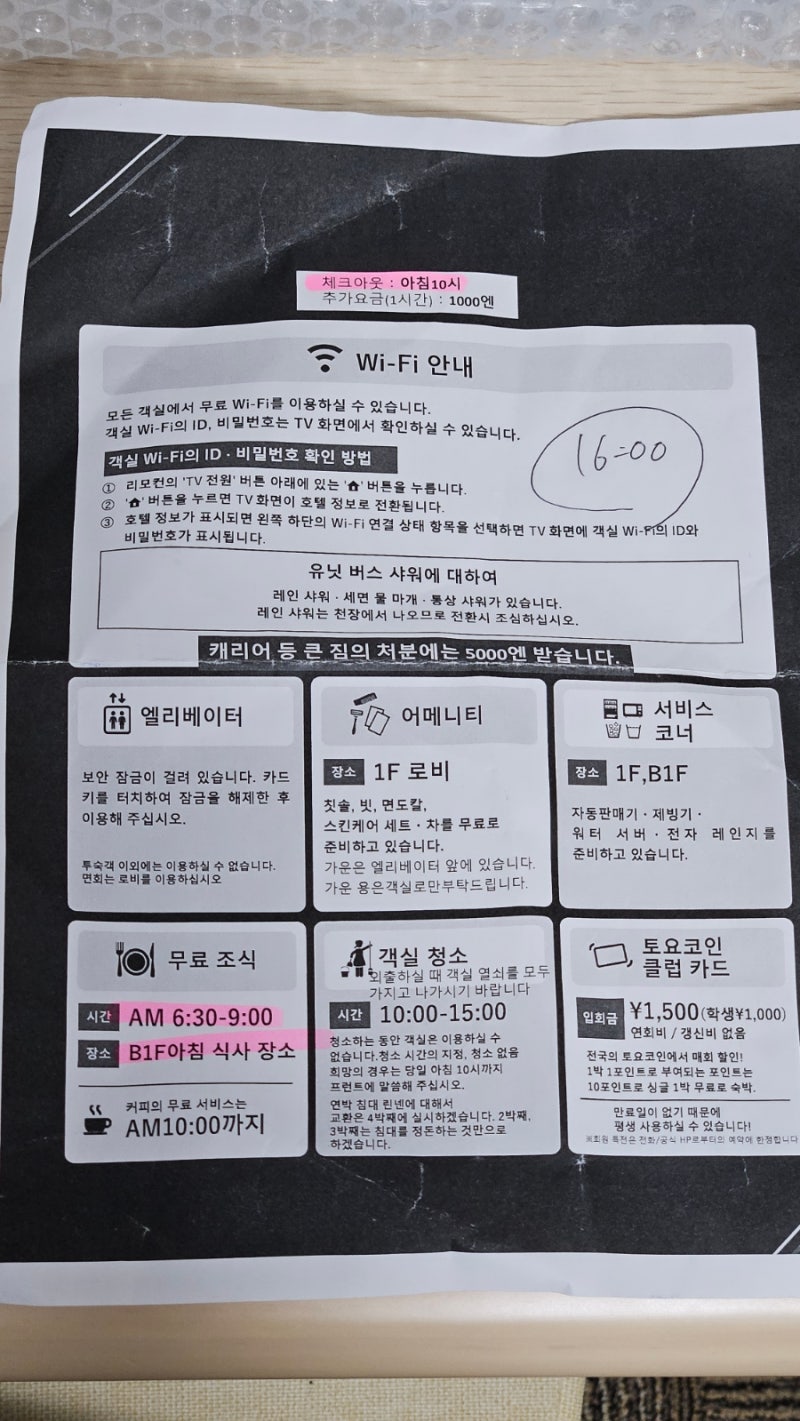 체크아웃 : 아침10시
추가요금(1시간) : 1000엔
Wi-Fi 안내
모든 객실에서 무료 Wi-Fi를 이용하실 수 있습니다.
객실 Wi-Fi의 ID, 비밀번호는 TV 화면에서 확인하실 수 있습니다.
16=00
객실 Wi-Fi의 ID · 비밀번호 확인 방법
① 리모컨의 'TV 전원' 버튼 아래에 있는 '🏠' 버튼을 누릅니다.
② '🏠' 버튼을 누르면 TV 화면이 호텔 정보로 전환됩니다.
③ 호텔 정보가 표시되면 왼쪽 하단의 Wi-Fi 연결 상태 항목을 선택하면 TV 화면에 객실 Wi-Fi의 ID와
비밀번호가 표시됩니다.
유닛 버스 샤워에 대하여
레인 샤워 · 세면 물 마개 · 통상 샤워가 있습니다.
레인 샤워는 천장에서 나오므로 전환시 조심하십시오.
캐리어 등 큰 짐의 처분에는 5000엔 받습니다.
엘리베이터
보안 잠금이 걸려 있습니다. 카드
키를 터치하여 잠금을 해제한 후
이용해 주십시오.
투숙객 이외에는 이용하실 수 없습니다.
면회는 로비를 이용하십시오
어메니티
장소 1F 로비
칫솔, 빗, 면도칼,
스킨케어 세트 · 차를 무료로
준비하고 있습니다.
가운은 엘리베이터 앞에 있습니다.
가운 용은객실로만부탁드립니다.
서비스
코너
장소 1F,B1F
자동판매기 · 제빙기 ·
워터 서버 · 전자 레인지를
준비하고 있습니다.
무료 조식
시간 AM 6:30-9:00
장소 B1F아침 식사 장소
커피의 무료 서비스는
AM10:00까지
객실 청소
외출하실 때 객실 열쇠를 모두
가지고 나가시기 바랍니다
시간 10:00-15:00
청소하는 동안 객실은 이용하실 수
없습니다.청소 시간의 지정, 청소 없음
희망의 경우는 당일 아침 10시까지
프런트에 말씀해 주십시오.
연박 침대 린넨에 대해서
교환은 4박째에 실시하겠습니다. 2박째,
3박째는 침대를 정돈하는 것만으로
하겠습니다.
토요코인
클럽 카드
입회금 ¥1,500(학생¥1,000)
연회비 / 갱신비 없음
전국의 토요코인에서 매회 할인!
1박 1포인트로 부여되는 포인트는
10포인트로 싱글 1박 무료로 숙박.
만료일이 없기 때문에
평생 사용하실 수 있습니다!
※회원 특전은 전화/공식 HP로부터의 예약에 한정합니다